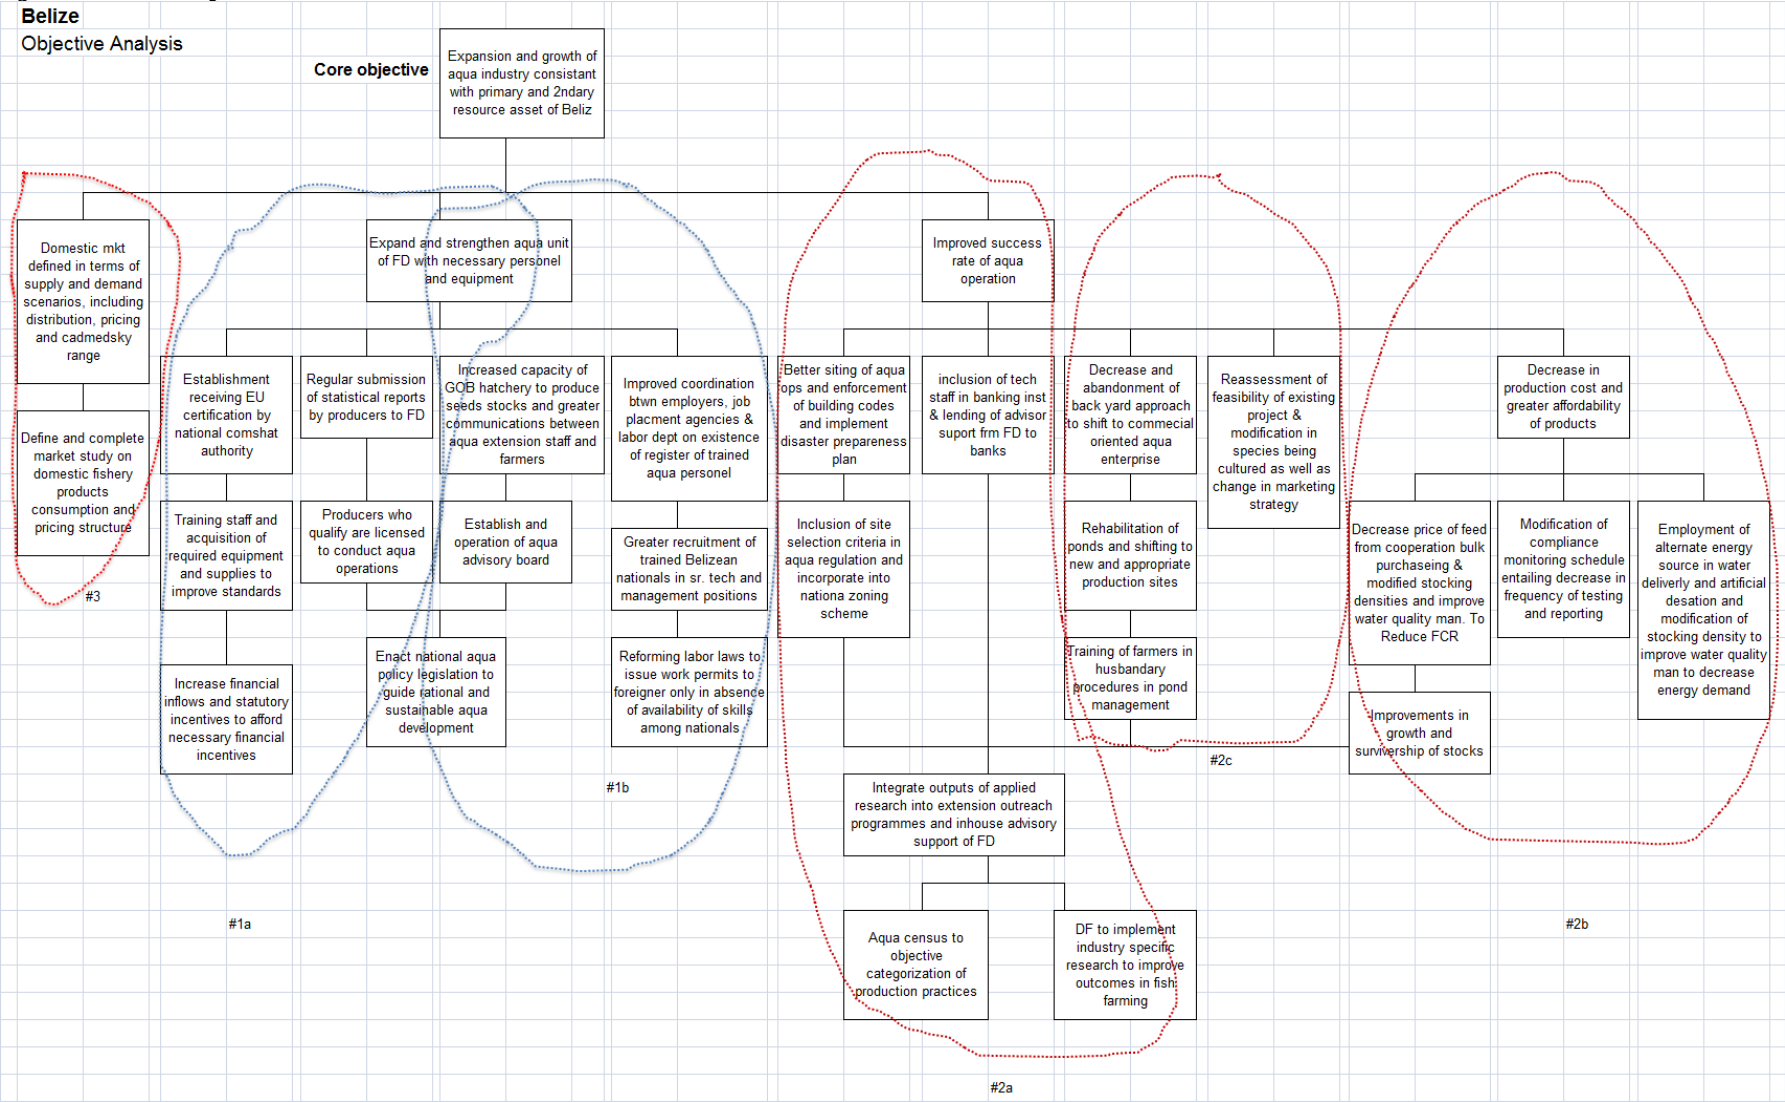 Belize
Objective Analysis
Core objective
Expansion and growth of
aqua industry consistant
with primary and 2ndary
resource asset of Beliz
Domestic mkt
defined in terms of
supply and demand
scenarios, including
distribution, pricing
and cadmedsky
range
Define and complete
market study on
domestic fishery
products
consumption and
pricing structure
#3
Expand and strengthen aqua unit
of FD with necessary personel
and equipment
Establishment
receiving EU
certification by
national comshat
authority
Training staff and
acquisition of
required equipment
and supplies to
improve standards
Increase financial
inflows and statutory
incentives to afford
necessary financial
incentives
#1a
Regular submission
of statistical reports
by producers to FD
Producers who
qualify are licensed
to conduct aqua
operations
Increased capacity of
GOB hatchery to produce
seeds stocks and greater
communications between
aqua extension staff and
farmers
Establish and
operation of aqua
advisory board
Enact national aqua
policy legislation to
guide rational and
sustainable aqua
development
Improved coordination
btwn employers, job
placment agencies &
labor dept on existence
of register of trained
aqua personel
Greater recruitment of
trained Belizean
nationals in sr. tech and
management positions
Reforming labor laws to
issue work permits to
foreigner only in absence
of availability of skills
among nationals
#1b
Improved success
rate of aqua
operation
Better siting of aqua
ops and enforcement
of building codes
and implement
disaster prepareness
plan
Inclusion of site
selection criteria in
aqua regulation and
incorporate into
nationa zoning
scheme
inclusion of tech
staff in banking inst
& lending of advisor
suport frm FD to
banks
Decrease and
abandonment of
back yard approach
to shift to commecial
oriented aqua
enterprise
Rehabilitation of
ponds and shifting to
new and appropriate
production sites
Training of farmers in
husbandary
procedures in pond
management
Reassessment of
feasibility of existing
project &
modification in
species being
cultured as well as
change in marketing
strategy
#2c
Decrease in
production cost and
greater affordability
of products
Decrease price of feed
from cooperation bulk
purchaseing &
modified stocking
densities and improve
water quality man. To
Reduce FCR
Improvements in
growth and
survivership of stocks
Modification of
compliance
monitoring schedule
entailing decrease in
frequency of testing
and reporting
Employment of
alternate energy
source in water
deliverly and artificial
desation and
modification of
stocking density to
improve water quality
man to decrease
energy demand
#2b
Integrate outputs of applied
research into extension outreach
programmes and inhouse advisory
support of FD
Aqua census to
objective
categorization of
production practices
DF to implement
industry specific
research to improve
outcomes in fish
farming
#2a